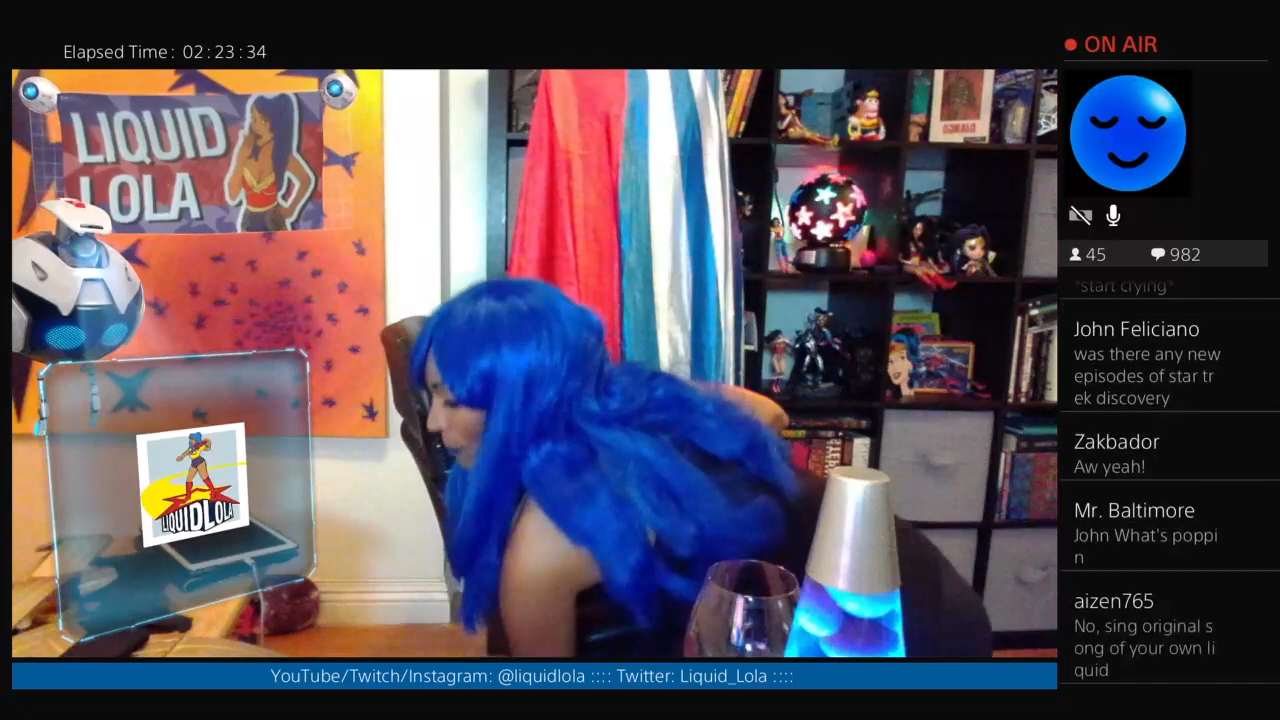 Elapsed Time: 02:23:34
ON AIR
LIQUID
LOLA
45
982
*start crying*
John Feliciano
was there any new
episodes of star tr
ek discovery
Zakbador
Aw yeah!
Mr. Baltimore
John What's poppi
n
aizen765
No, sing original s
ong of your own li
quid
LIQUIDLOLA
YouTube/Twitch/Instagram: @liquidlola :::: Twitter: Liquid_Lola ::::